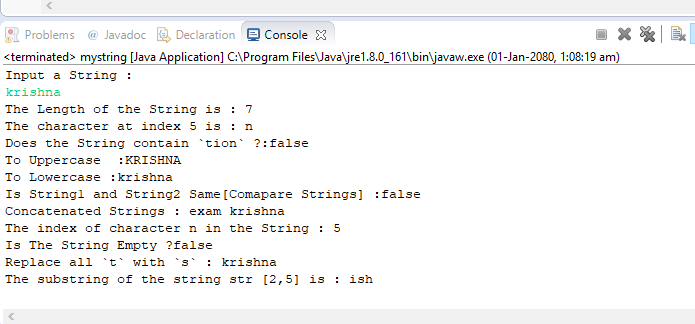 Problems @ Javadoc Declaration Console
<terminated> mystring [Java Application] C:\Program Files\Java\jre1.8.0_161\bin\javaw.exe (01-Jan-2080, 1:08:19 am)
Input a String :
krishna
The Length of the String is : 7
The character at index 5 is : n
Does the String contain `tion` ?:false
To Uppercase  :KRISHNA
To Lowercase :krishna
Is String1 and String2 Same[Comapare Strings] :false
Concatenated Strings : exam krishna
The index of character n in the String : 5
Is The String Empty ?false
Replace all `t` with `s` : krishna
The substring of the string str [2,5] is : ish